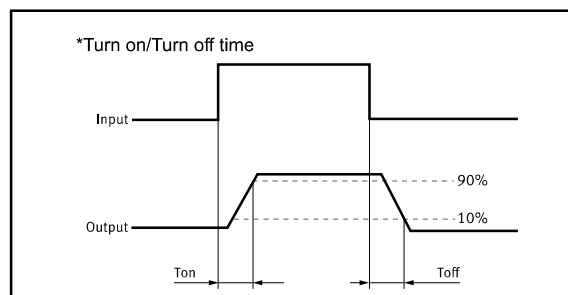 *Turn on/Turn off time
Input
90%
10%
Output
Ton
Toff